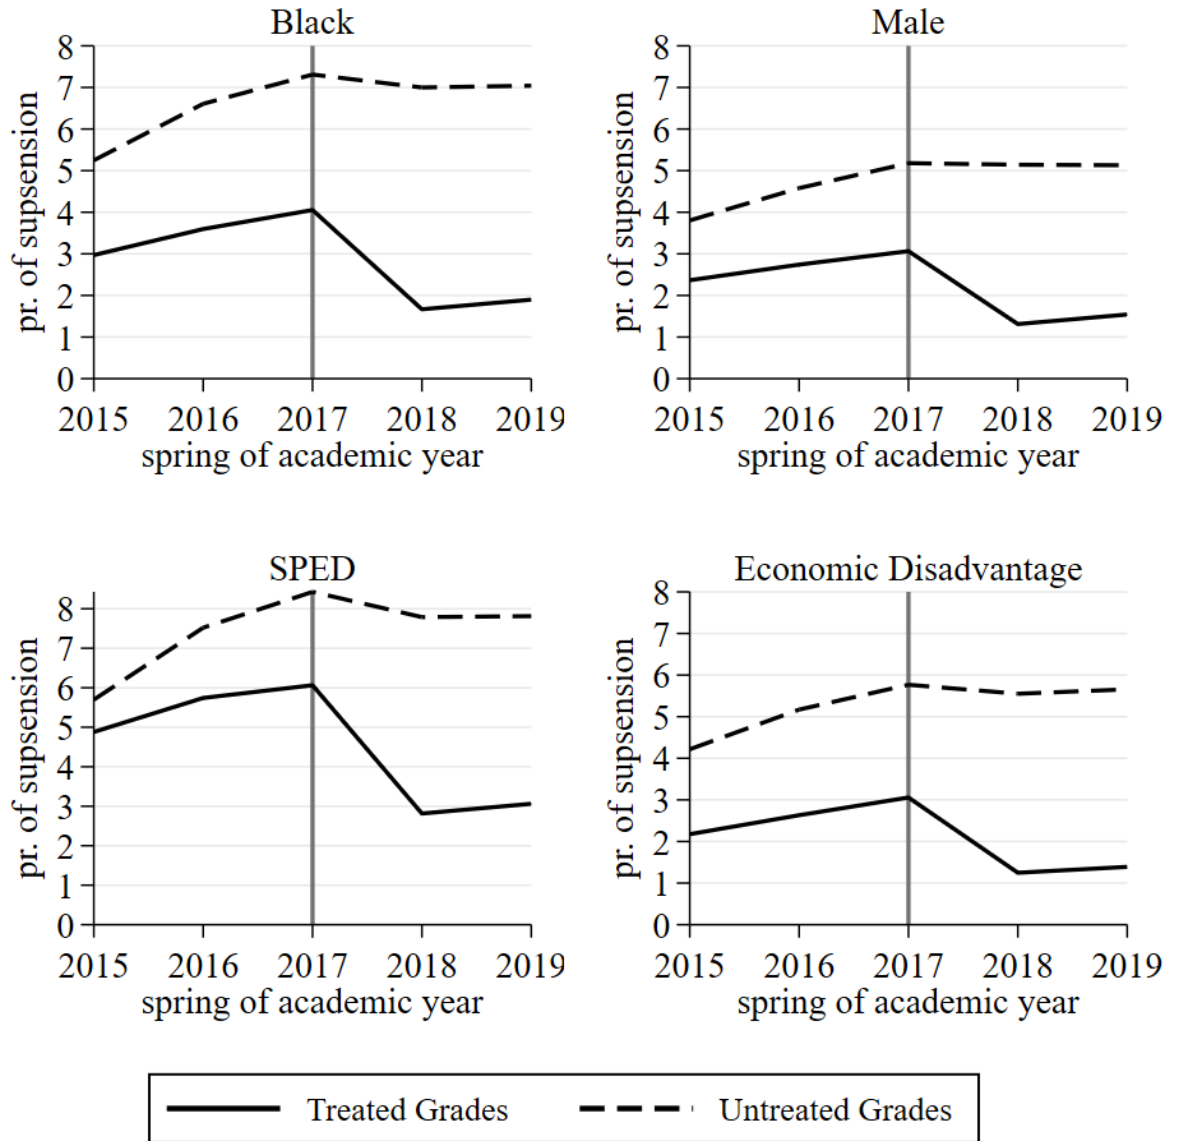 Black
8
7
6
5
4
3
2
1
0
pr. of supsension
2015 2016 2017 2018 2019
spring of academic year
Male
8
7
6
5
4
3
2
1
0
pr. of supsension
2015 2016 2017 2018 2019
spring of academic year
SPED
8
7
6
5
4
3
2
1
0
pr. of supsension
2015 2016 2017 2018 2019
spring of academic year
Economic Disadvantage
8
7
6
5
4
3
2
1
0
pr. of supsension
2015 2016 2017 2018 2019
spring of academic year
Treated Grades Untreated Grades